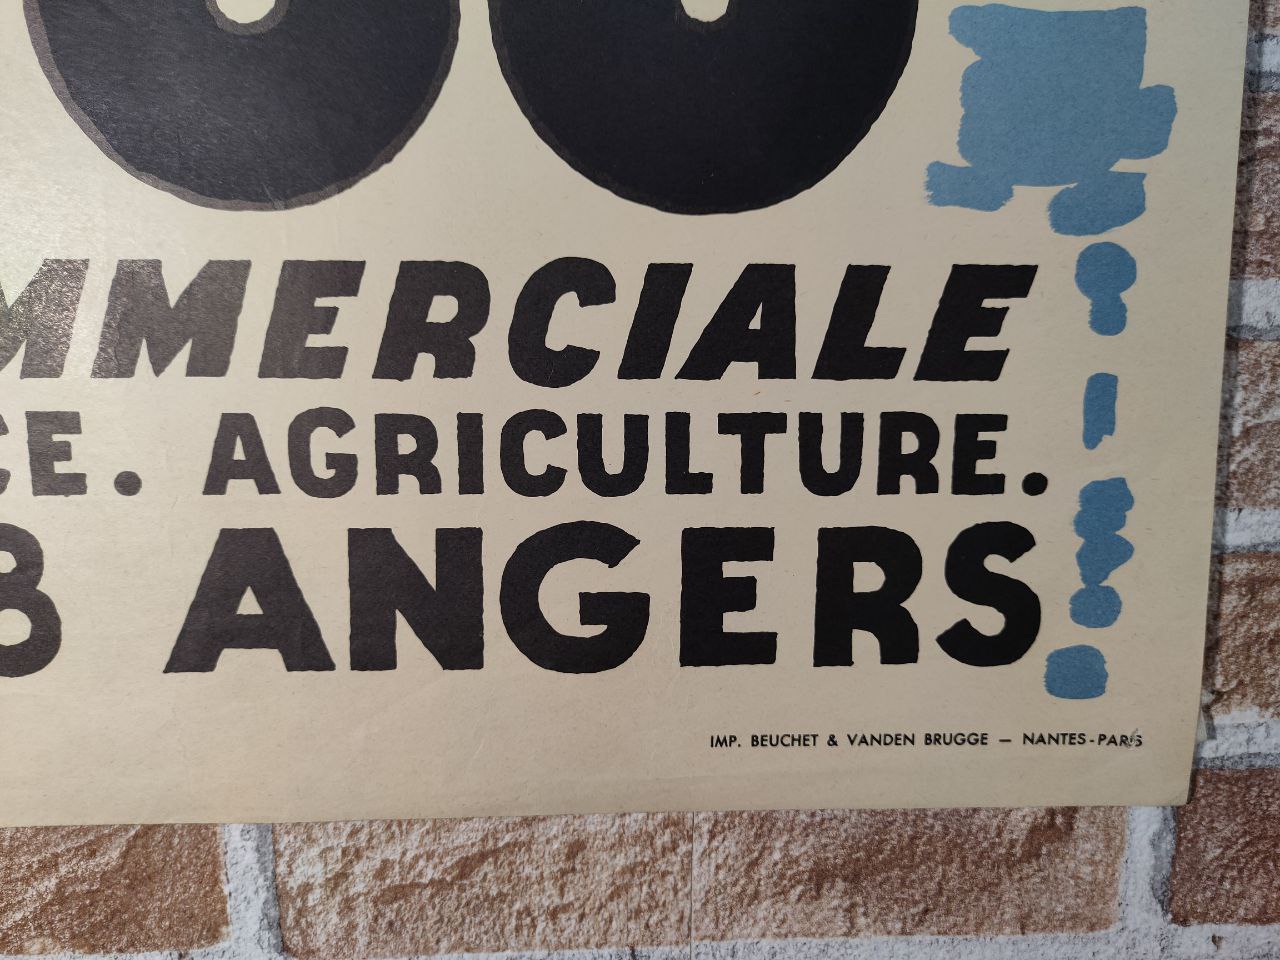 MMERCIALE
CE. AGRICULTURE.
8 ANGERS
IMP. BEUCHET & VANDEN BRUGGE — NANTES-PARIS